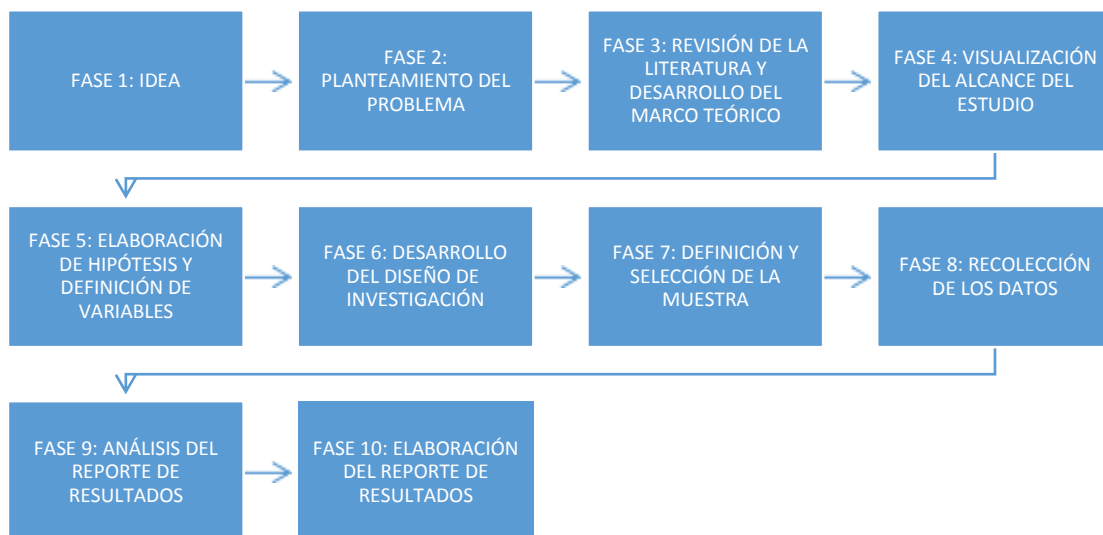 FASE 1: IDEA
FASE 2:
PLANTEAMIENTO DEL
PROBLEMA
FASE 3: REVISIÓN DE LA
LITERATURA Y
DESARROLLO DEL
MARCO TEÓRICO
FASE 4: VISUALIZACIÓN
DEL ALCANCE DEL
ESTUDIO
FASE 5: ELABORACIÓN
DE HIPÓTESIS Y
DEFINICIÓN DE
VARIABLES
FASE 6: DESARROLLO
DEL DISEÑO DE
INVESTIGACIÓN
FASE 7: DEFINICIÓN Y
SELECCIÓN DE LA
MUESTRA
FASE 8: RECOLECCIÓN
DE LOS DATOS
FASE 9: ANÁLISIS DEL
REPORTE DE
RESULTADOS
FASE 10: ELABORACIÓN
DEL REPORTE DE
RESULTADOS